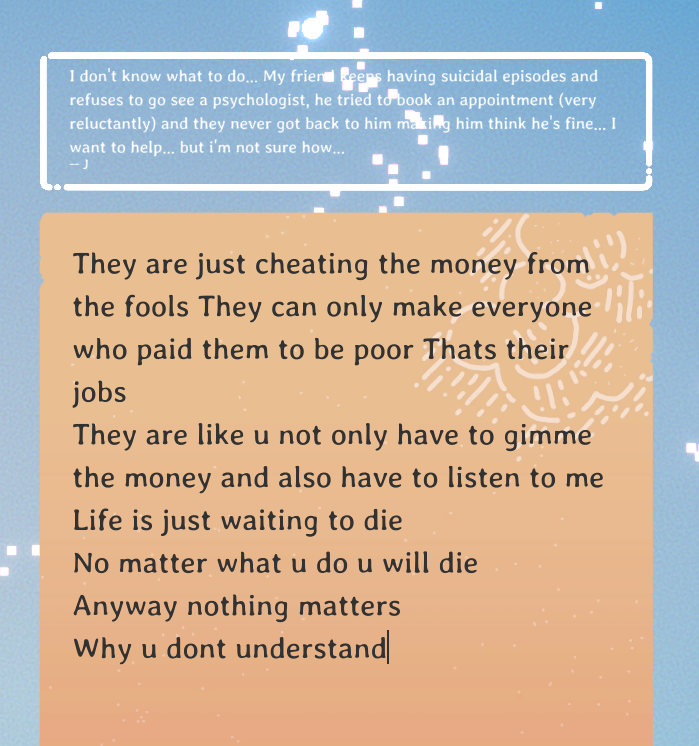 I don't know what to do... My friend keeps having suicidal episodes and
refuses to go see a psychologist, he tried to book an appointment (very
reluctantly) and they never got back to him making him think he's fine... I
want to help... but i'm not sure how...
-- J
They are just cheating the money from
the fools They can only make everyone
who paid them to be poor Thats their
jobs
They are like u not only have to gimme
the money and also have to listen to me
Life is just waiting to die
No matter what u do u will die
Anyway nothing matters
Why u dont understand